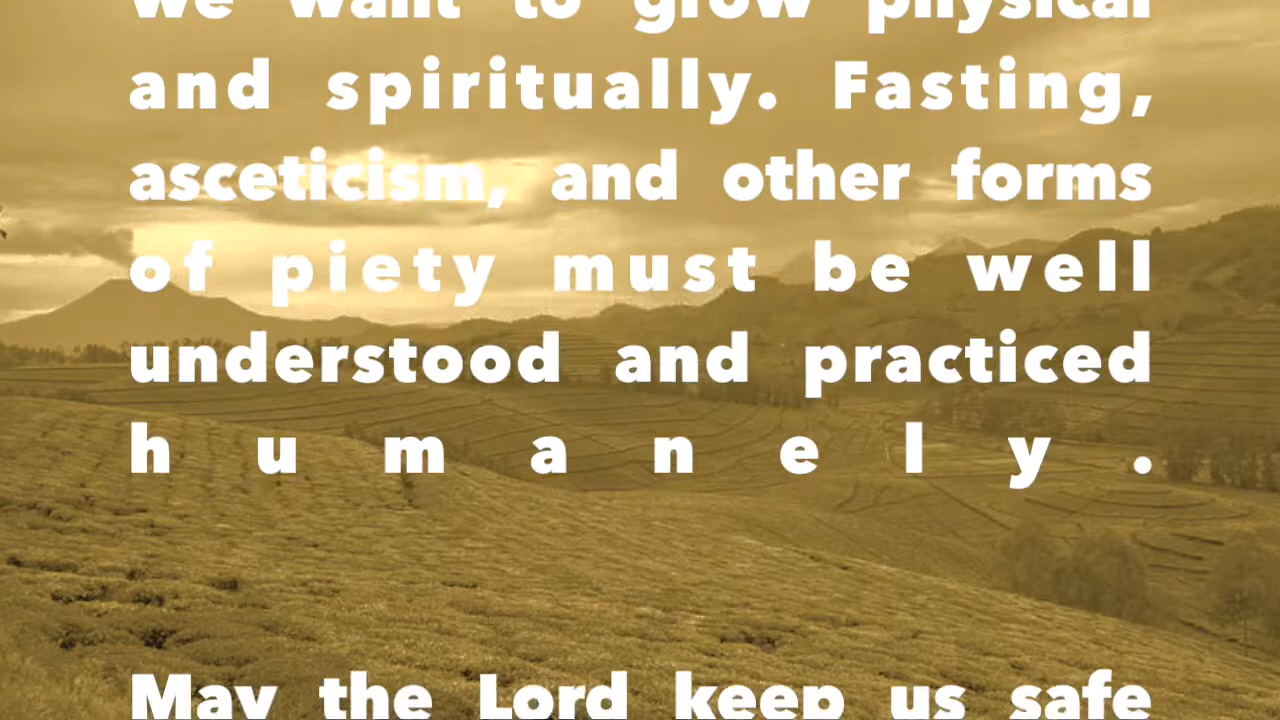 we want to grow physical
and spiritually. Fasting,
asceticism, and other forms
of piety must be well
understood and practiced
humanely.
May the Lord keep us safe